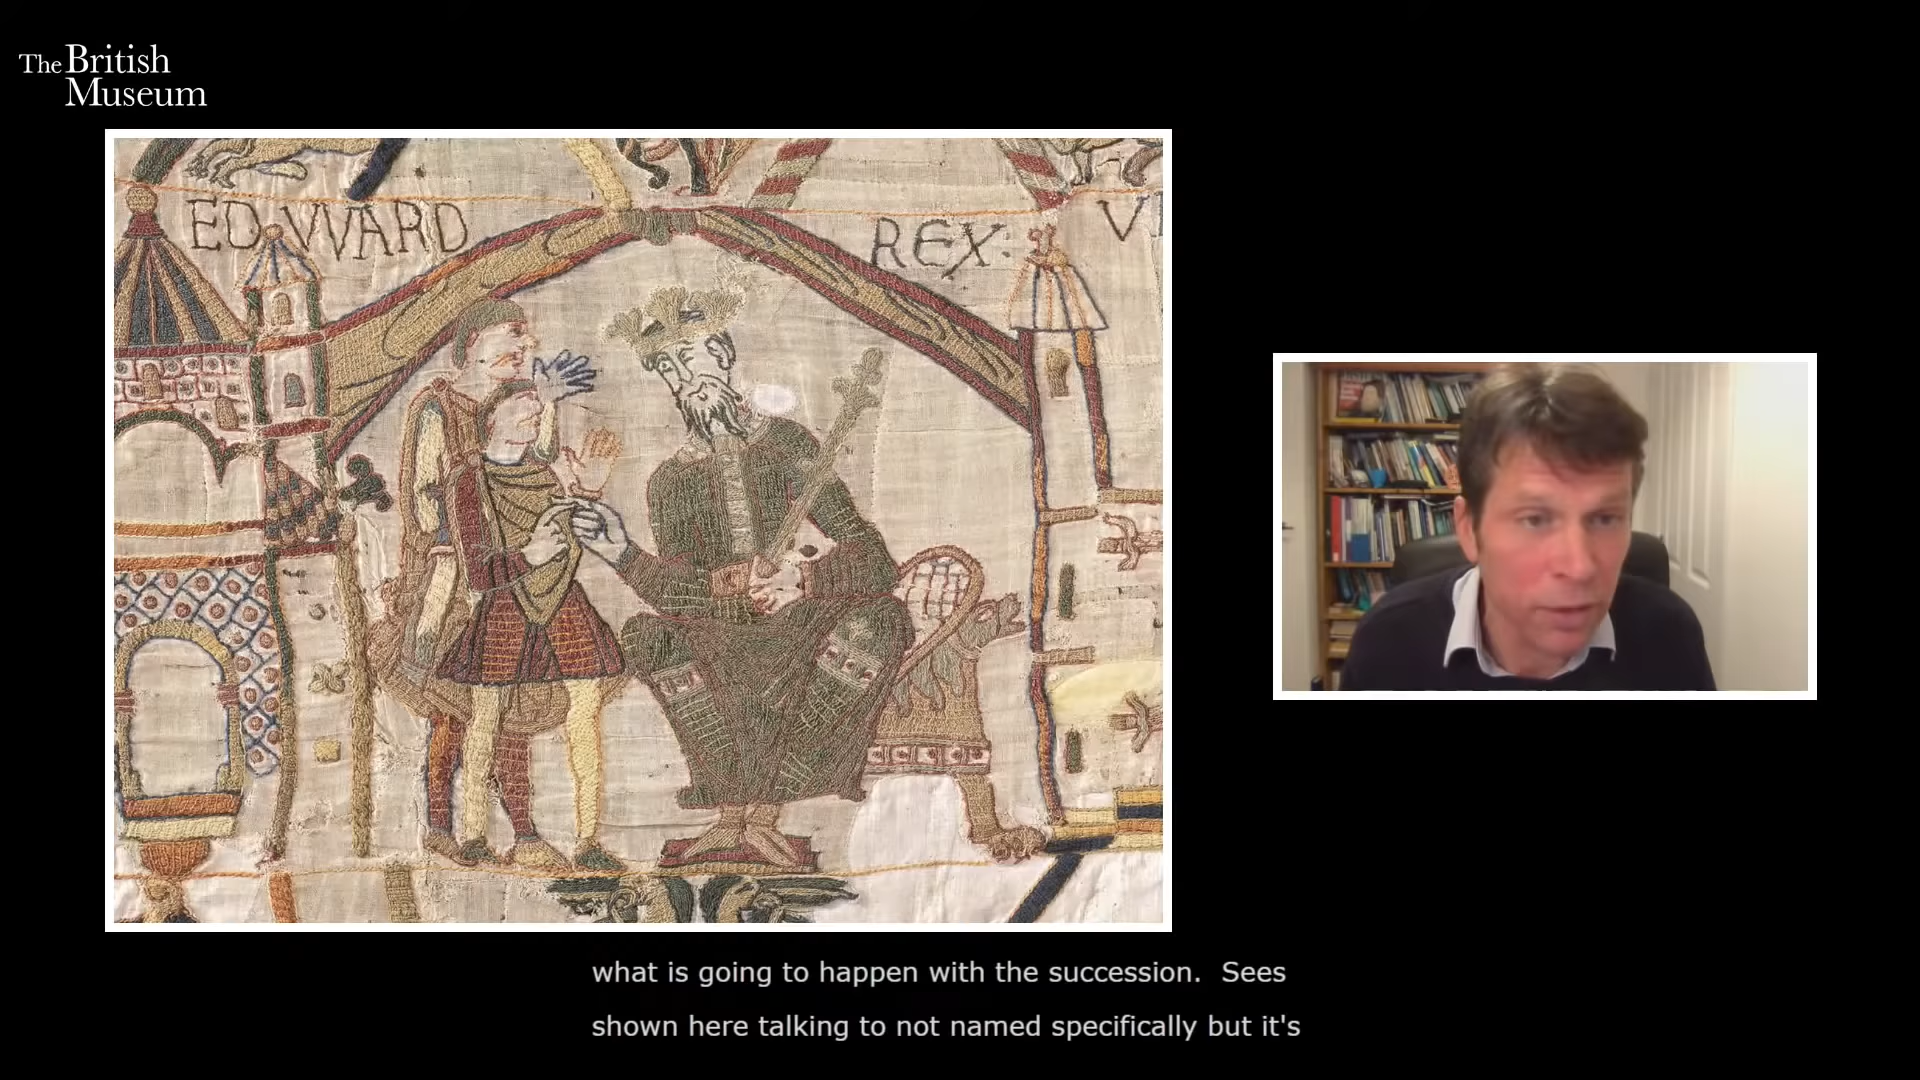 The British
Museum
EDVVARD REX: V
what is going to happen with the succession.  Sees
shown here talking to not named specifically but it's